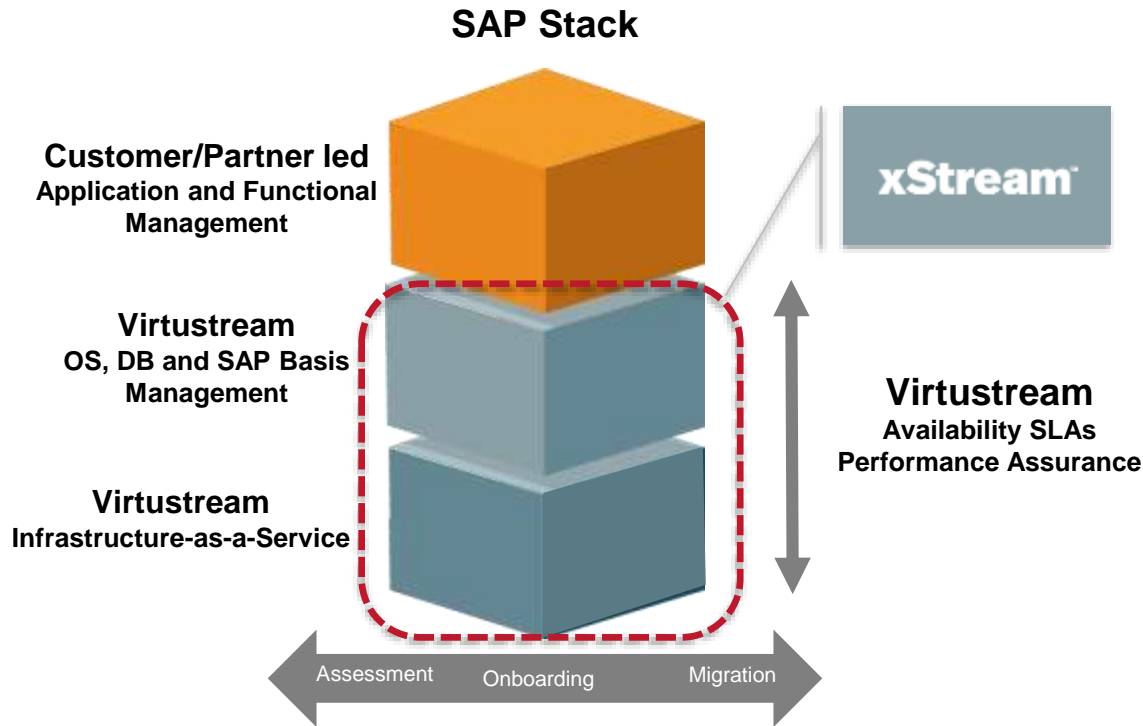 SAP Stack
Customer/Partner led
Application and Functional
Management
xStream™
Virtustream
OS, DB and SAP Basis
Management
Virtustream
Availability SLAs
Performance Assurance
Virtustream
Infrastructure-as-a-Service
Assessment
Onboarding
Migration